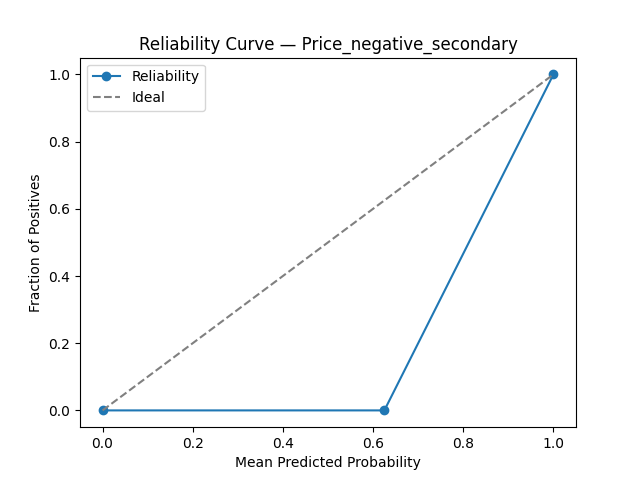 Reliability Curve — Price_negative_secondary
Reliability
Ideal
Fraction of Positives
1.0
0.8
0.6
0.4
0.2
0.0
0.0 0.2 0.4 0.6 0.8 1.0
Mean Predicted Probability